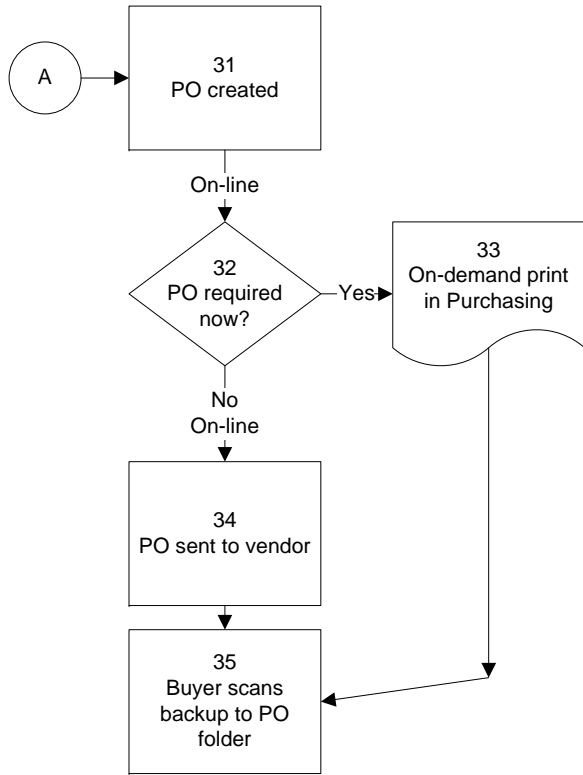 A
31
PO created
On-line
32
PO required
now?
Yes
33
On-demand print
in Purchasing
No
On-line
34
PO sent to vendor
35
Buyer scans
backup to PO
folder